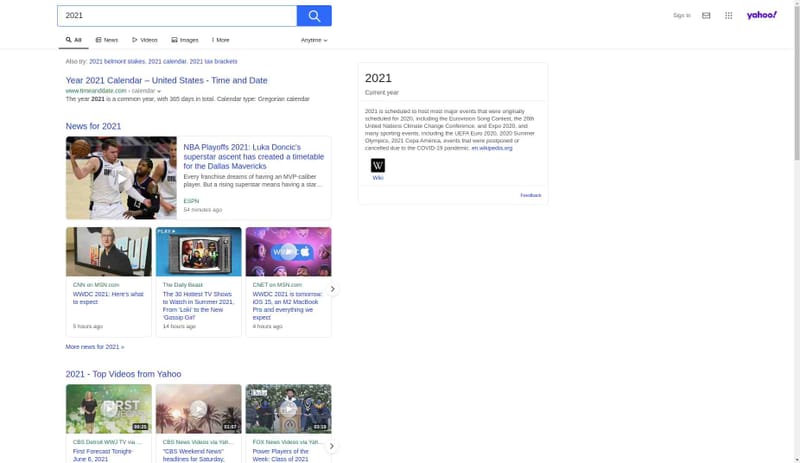 2021
Sign in
yahoo!
All
News
Videos
Images
More
Anytime
Also try: 2021 belmont stakes, 2021 calendar, 2021 tax brackets
Year 2021 Calendar – United States - Time and Date
www.timeanddate.com › calendar
The year 2021 is a common year, with 365 days in total. Calendar type: Gregorian calendar
News for 2021
NBA Playoffs 2021: Luka Doncic's
superstar ascent has created a timetable
for the Dallas Mavericks
Every franchise dreams of having an MVP-caliber
player. But a rising superstar means having a star…
ESPN
54 minutes ago
CNN on MSN.com
WWDC 2021: Here's what
to expect
5 hours ago
PLAY
The Daily Beast
The 30 Hottest TV Shows
to Watch in Summer 2021,
From 'Loki' to the New
'Gossip Girl'
14 hours ago
CNET on MSN.com
WWDC 2021 is tomorrow:
iOS 15, an M2 MacBook
Pro and everything we
expect
4 hours ago
More news for 2021 »
2021 - Top Videos from Yahoo
FIRST
CBS Detroit WWJ TV via ...
First Forecast Tonight-
June 6, 2021
CBS News Videos via Yah...
"CBS Weekend News"
headlines for Saturday,
FOX News Videos via Yah...
Power Players of the
Week: Class of 2021
2021
Current year
2021 is scheduled to host most major events that were originally
scheduled for 2020, including the Eurovision Song Contest, the 26th
United Nations Climate Change Conference, and Expo 2020, and
many sporting events, including the UEFA Euro 2020, 2020 Summer
Olympics, 2021 Copa América, events that were postponed or
cancelled due to the COVID-19 pandemic. en.wikipedia.org
W
Wiki
Feedback